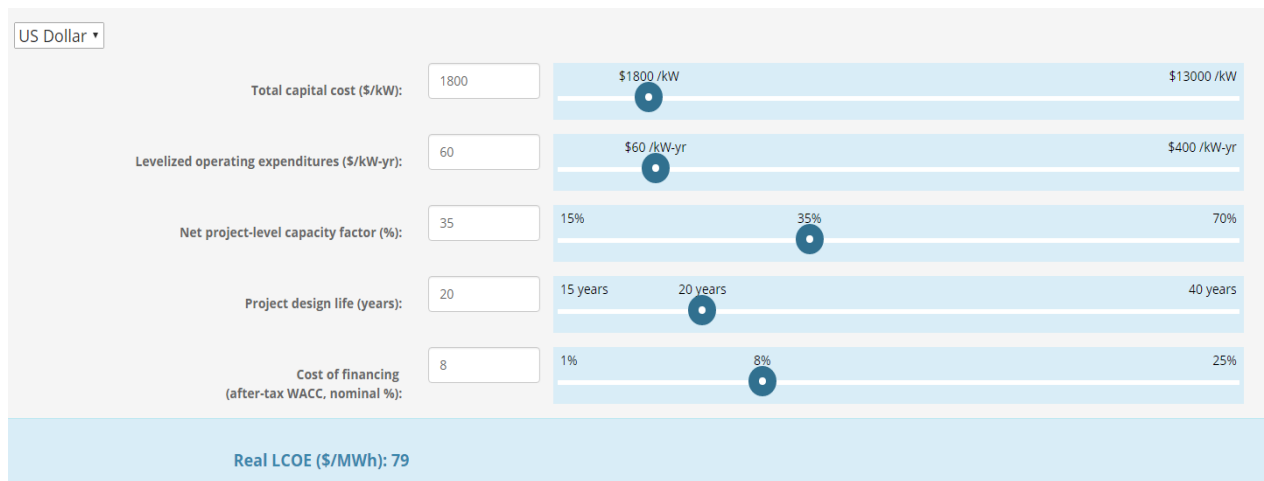 US Dollar
Total capital cost ($/kW): 1800 $1800 /kW $13000 /kW
Levelized operating expenditures ($/kW-yr): 60 $60 /kW-yr $400 /kW-yr
Net project-level capacity factor (%): 35 15% 35% 70%
Project design life (years): 20 15 years 20 years 40 years
Cost of financing 8 1% 8% 25%
(after-tax WACC, nominal %):
Real LCOE ($/MWh): 79